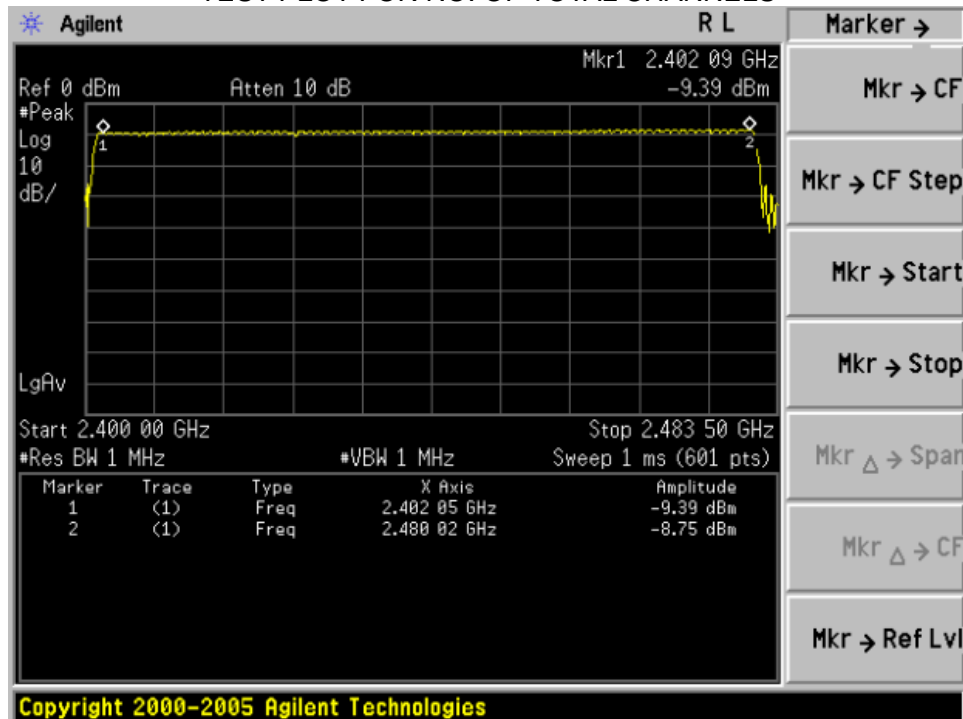 Agilent
R L
Marker →
Mkr1 2.402 09 GHz
Ref 0 dBm Atten 10 dB -9.39 dBm
#Peak
Log
10
dB/
1
2
LgAv
Start 2.400 00 GHz Stop 2.483 50 GHz
#Res BW 1 MHz #VBW 1 MHz Sweep 1 ms (601 pts)
Marker Trace Type X Axis Amplitude
1 (1) Freq 2.402 05 GHz -9.39 dBm
2 (1) Freq 2.480 02 GHz -8.75 dBm
Mkr → CF
Mkr → CF Step
Mkr → Start
Mkr → Stop
Mkr Δ → Span
Mkr Δ → CF
Mkr → Ref Lvl
Copyright 2000-2005 Agilent Technologies